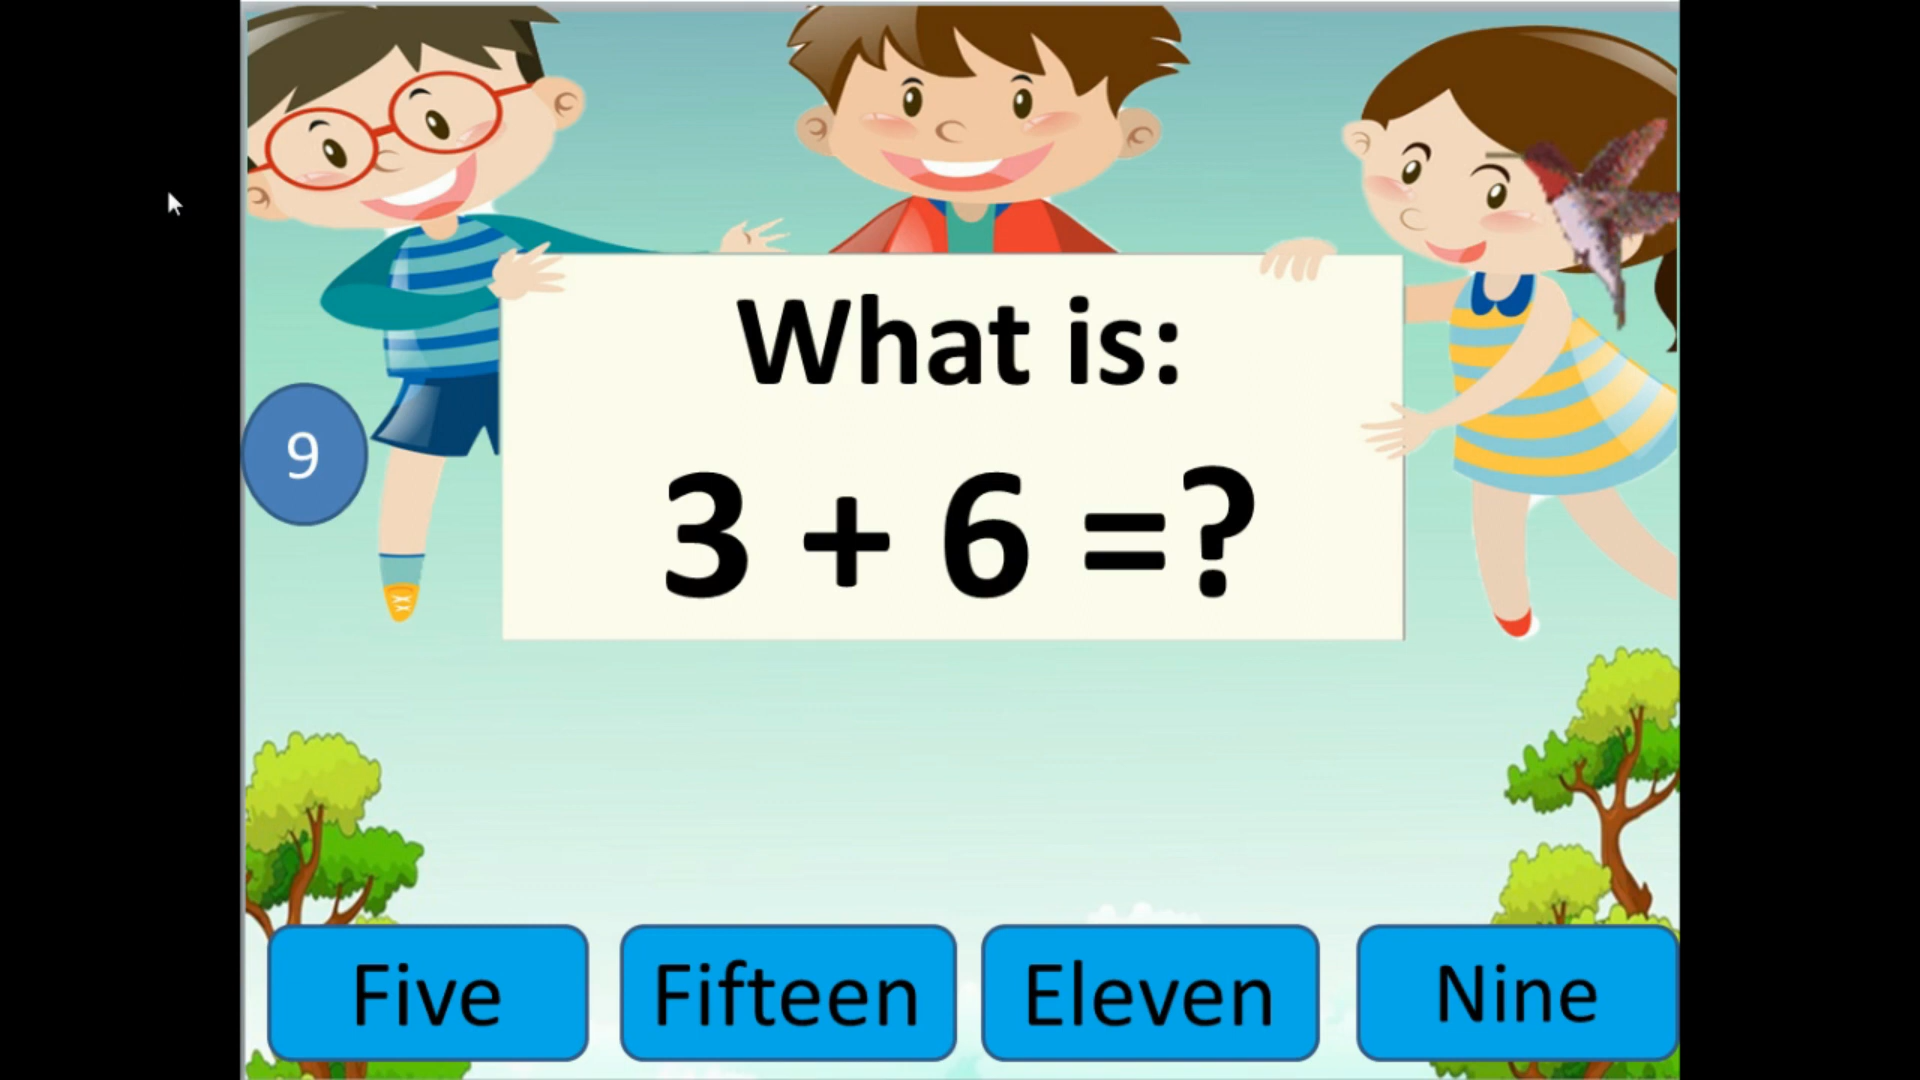 What is:
9
3 + 6 =?
Five
Fifteen
Eleven
Nine